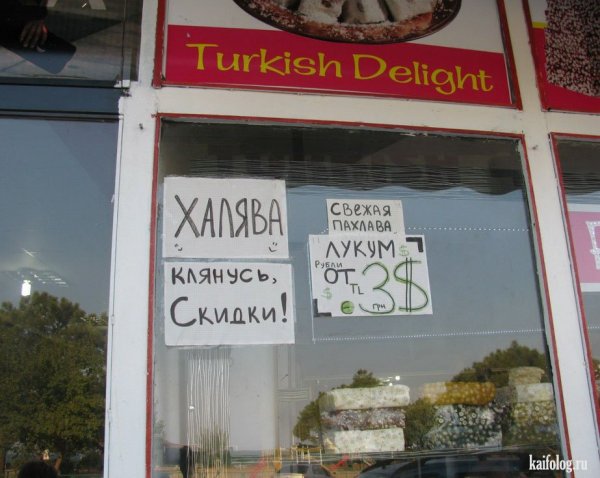 Turkish Delight
ХАЛЯВА
КЛЯНУСЬ,
СКИДКИ!
СВЕЖАЯ
ПАХЛАВА
ЛУКУМ
РУБЛИ
ОТ 3$
TL
ГРН
kaifolog.ru